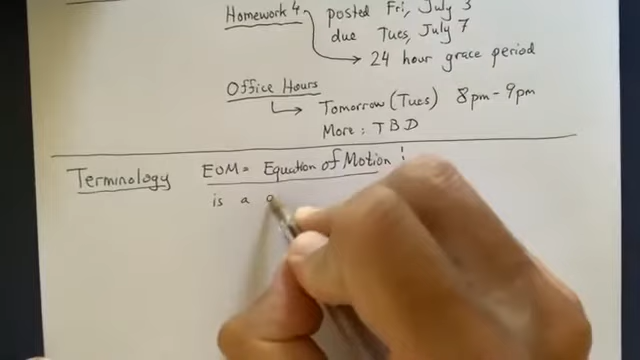 Homework 4 posted Fri, July 3
due Tues, July 7
24 hour grace period
Office Hours
Tomorrow (Tues) 8pm - 9pm
More : TBD
Terminology EOM = Equation of Motion :
is a